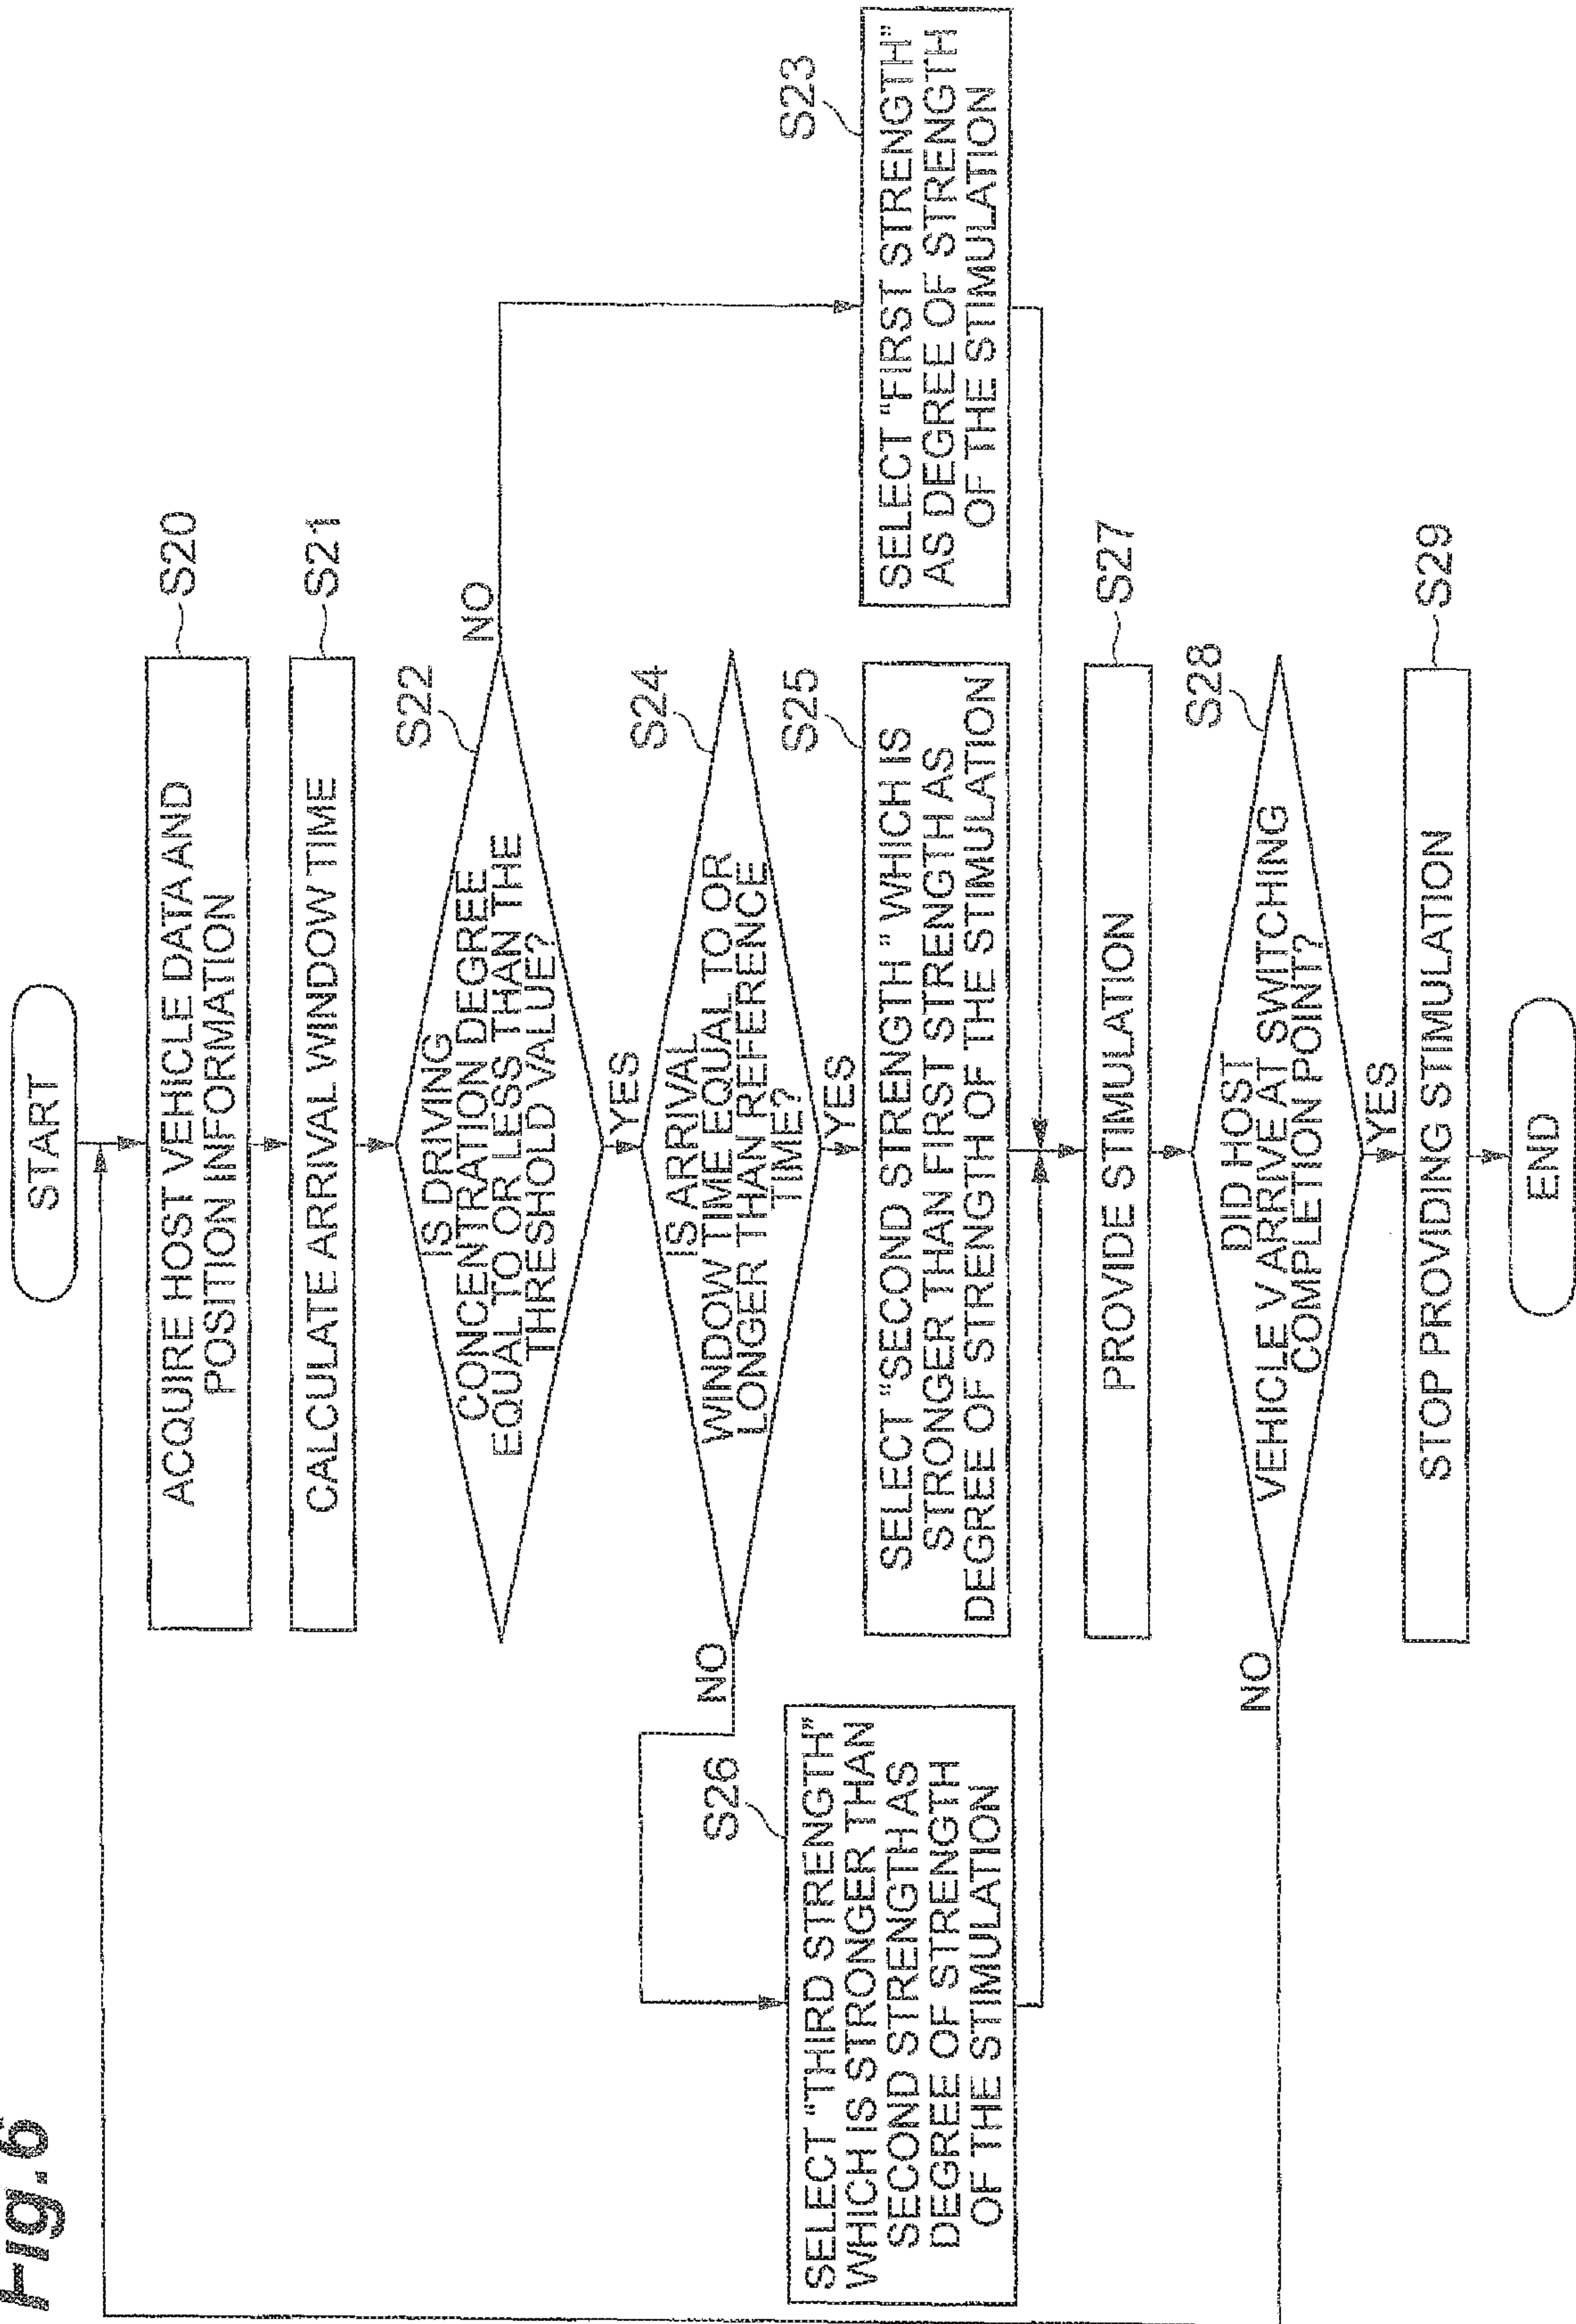 Fig.6
START
ACQUIRE HOST VEHICLE DATA AND
POSITION INFORMATION
S20
CALCULATE ARRIVAL WINDOW TIME
S21
IS DRIVING
CONCENTRATION DEGREE
EQUAL TO OR LESS THAN THE
THRESHOLD VALUE?
S22
NO
YES
IS ARRIVAL
WINDOW TIME EQUAL TO OR
LONGER THAN REFERENCE
TIME?
S24
NO
YES
SELECT "THIRD STRENGTH"
WHICH IS STRONGER THAN
SECOND STRENGTH AS
DEGREE OF STRENGTH
OF THE STIMULATION
S26
SELECT "SECOND STRENGTH" WHICH IS
STRONGER THAN FIRST STRENGTH AS
DEGREE OF STRENGTH OF THE STIMULATION
S25
SELECT "FIRST STRENGTH"
AS DEGREE OF STRENGTH
OF THE STIMULATION
S23
PROVIDE STIMULATION
S27
DID HOST
VEHICLE V ARRIVE AT SWITCHING
COMPLETION POINT?
S28
NO
YES
STOP PROVIDING STIMULATION
S29
END